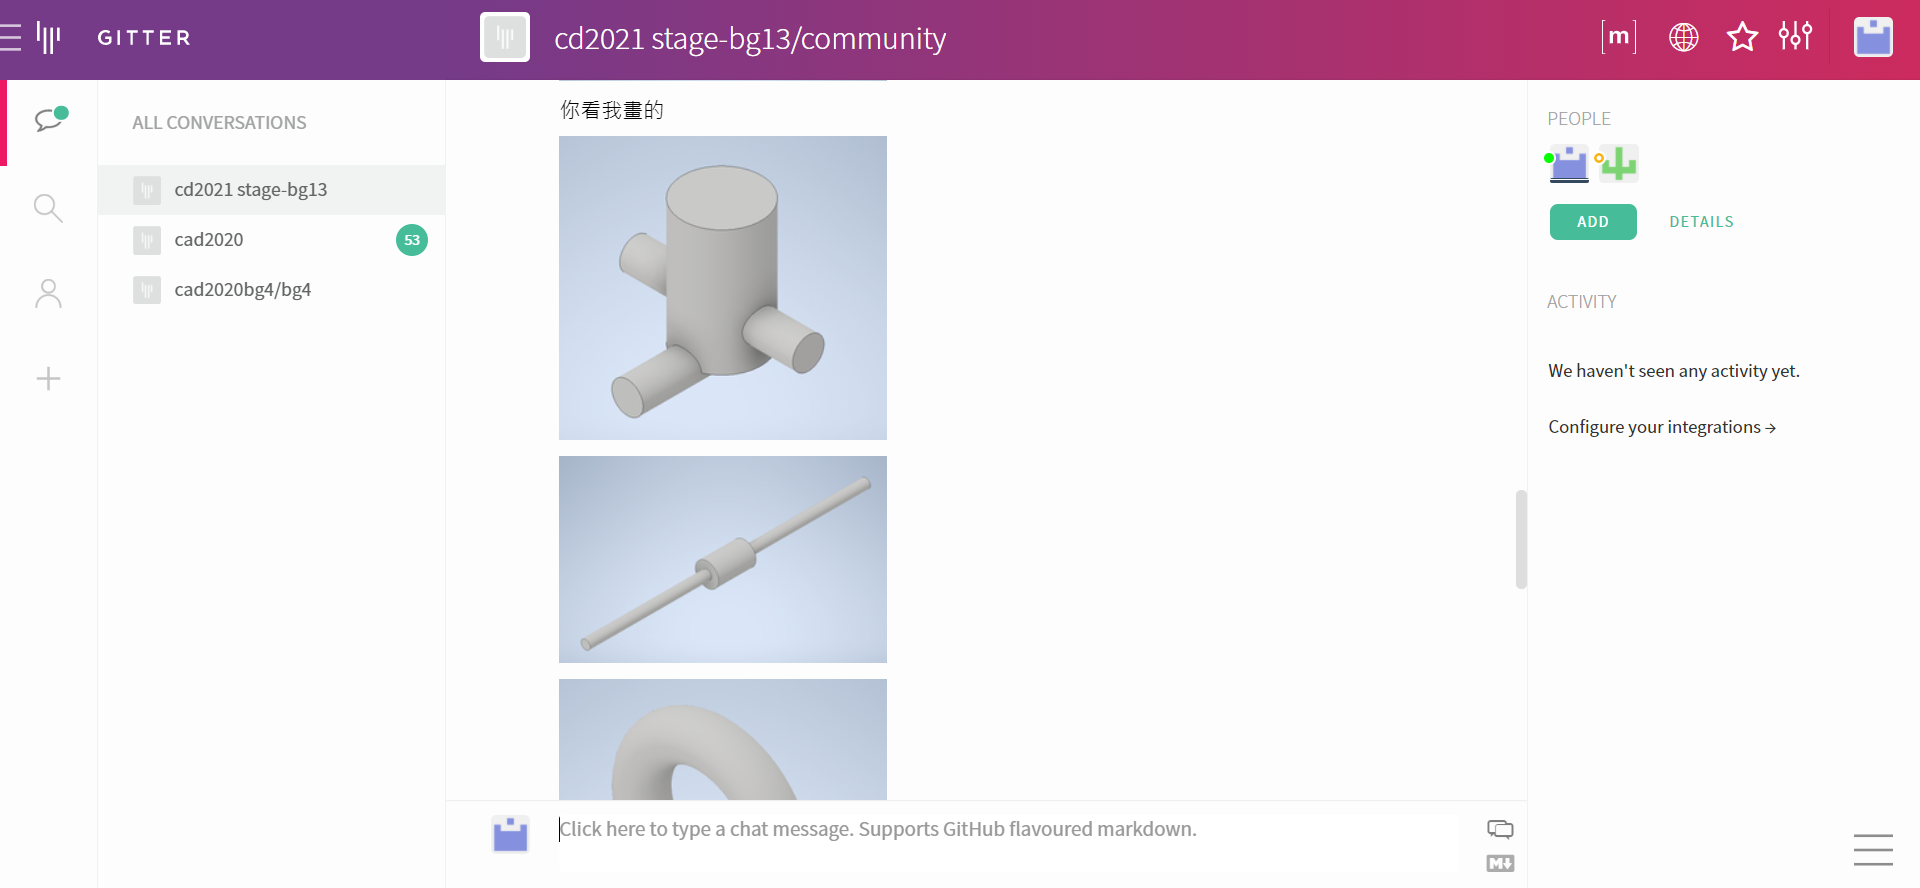 GITTER
cd2021 stage-bg13/community
[m]
ALL CONVERSATIONS
cd2021 stage-bg13
cad2020
53
cad2020bg4/bg4
你看我畫的
Click here to type a chat message. Supports GitHub flavoured markdown.
M
PEOPLE
ADD
DETAILS
ACTIVITY
We haven't seen any activity yet.
Configure your integrations →